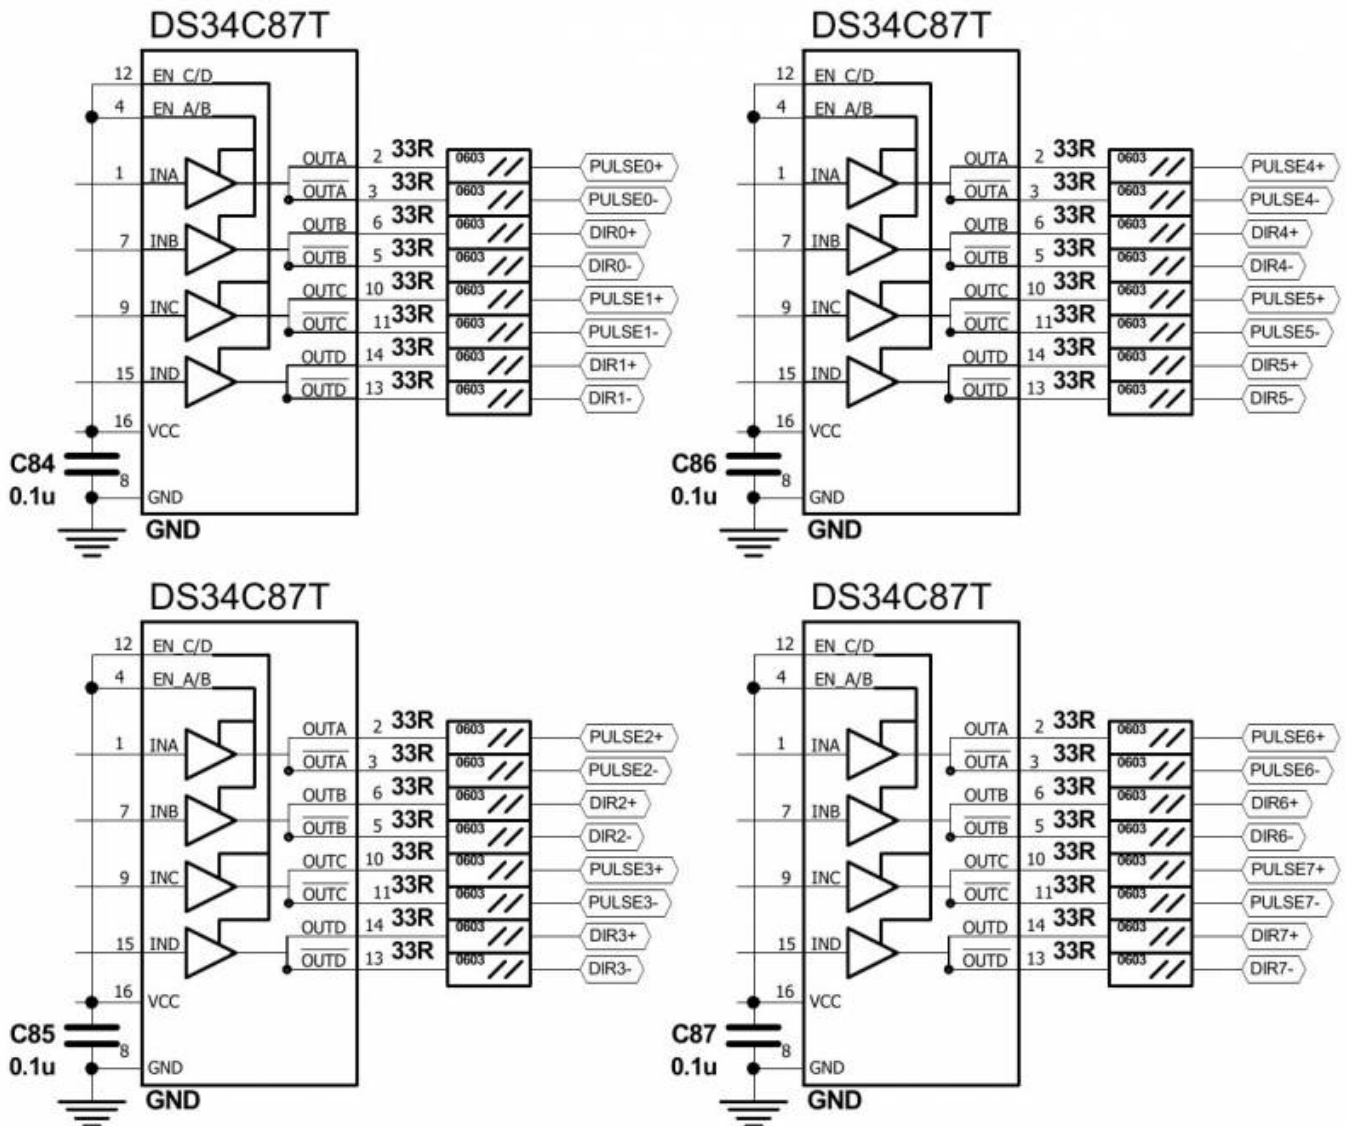 DS34C87T
12 EN_C/D
4 EN_A/B
OUTA 2 33R 0603 PULSE0+
1 INA OUTA 3 33R 0603 PULSE0-
OUTB 6 33R 0603 DIR0+
7 INB OUTB 5 33R 0603 DIR0-
OUTC 10 33R 0603 PULSE1+
9 INC OUTC 11 33R 0603 PULSE1-
OUTD 14 33R 0603 DIR1+
15 IND OUTD 13 33R 0603 DIR1-
16 VCC
C84
0.1u
8 GND
GND
DS34C87T
12 EN_C/D
4 EN_A/B
OUTA 2 33R 0603 PULSE4+
1 INA OUTA 3 33R 0603 PULSE4-
OUTB 6 33R 0603 DIR4+
7 INB OUTB 5 33R 0603 DIR4-
OUTC 10 33R 0603 PULSE5+
9 INC OUTC 11 33R 0603 PULSE5-
OUTD 14 33R 0603 DIR5+
15 IND OUTD 13 33R 0603 DIR5-
16 VCC
C86
0.1u
8 GND
GND
DS34C87T
12 EN_C/D
4 EN_A/B
OUTA 2 33R 0603 PULSE2+
1 INA OUTA 3 33R 0603 PULSE2-
OUTB 6 33R 0603 DIR2+
7 INB OUTB 5 33R 0603 DIR2-
OUTC 10 33R 0603 PULSE3+
9 INC OUTC 11 33R 0603 PULSE3-
OUTD 14 33R 0603 DIR3+
15 IND OUTD 13 33R 0603 DIR3-
16 VCC
C85
0.1u
8 GND
GND
DS34C87T
12 EN_C/D
4 EN_A/B
OUTA 2 33R 0603 PULSE6+
1 INA OUTA 3 33R 0603 PULSE6-
OUTB 6 33R 0603 DIR6+
7 INB OUTB 5 33R 0603 DIR6-
OUTC 10 33R 0603 PULSE7+
9 INC OUTC 11 33R 0603 PULSE7-
OUTD 14 33R 0603 DIR7+
15 IND OUTD 13 33R 0603 DIR7-
16 VCC
C87
0.1u
8 GND
GND